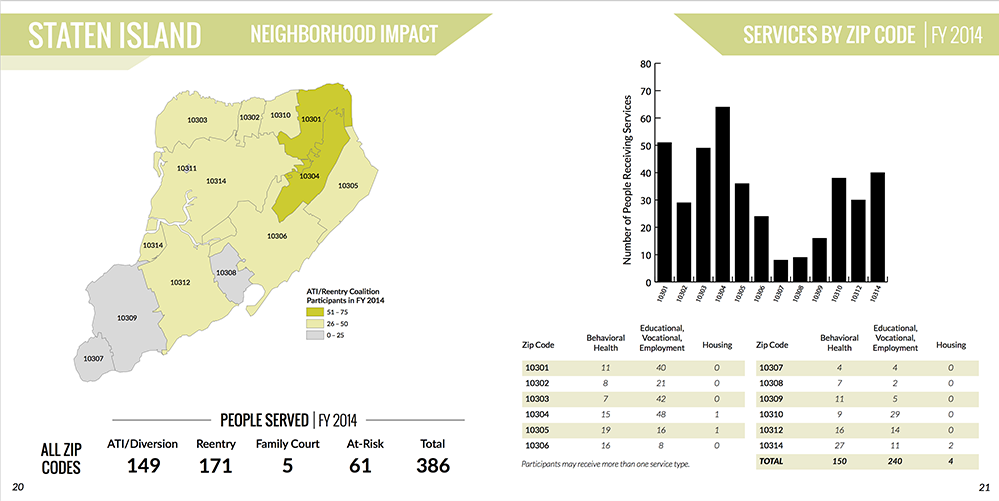 STATEN ISLAND NEIGHBORHOOD IMPACT
10303
10302
10310
10301
10311
10314
10304
10305
10306
10314
10308
10312
10309
10307
ATI/Reentry Coalition
Participants in FY 2014
51 – 75
26 – 50
0 – 25
PEOPLE SERVED | FY 2014
ALL ZIP
CODES
ATI/Diversion Reentry Family Court At-Risk Total
149 171 5 61 386
20
SERVICES BY ZIP CODE | FY 2014
Number of People Receiving Services
80
70
60
50
40
30
20
10
0
10301 10302 10303 10304 10305 10306 10307 10308 10309 10310 10312 10314
Zip Code Behavioral Health Educational, Vocational, Employment Housing
10301 11 40 0
10302 8 21 0
10303 7 42 0
10304 15 48 1
10305 19 16 1
10306 16 8 0
Participants may receive more than one service type.
Zip Code Behavioral Health Educational, Vocational, Employment Housing
10307 4 4 0
10308 7 2 0
10309 11 5 0
10310 9 29 0
10312 16 14 0
10314 27 11 2
TOTAL 150 240 4
21